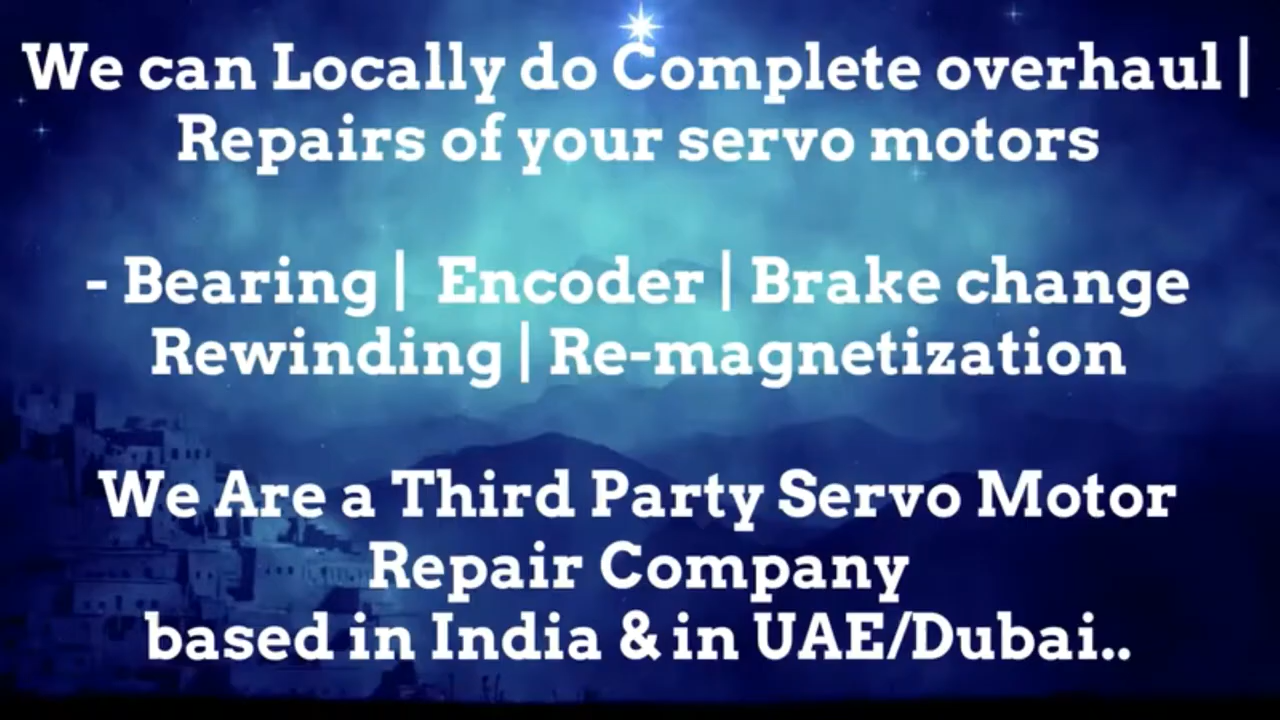 We can Locally do Complete overhaul |
Repairs of your servo motors
- Bearing | Encoder | Brake change
Rewinding | Re-magnetization
We Are a Third Party Servo Motor
Repair Company
based in India & in UAE/Dubai..